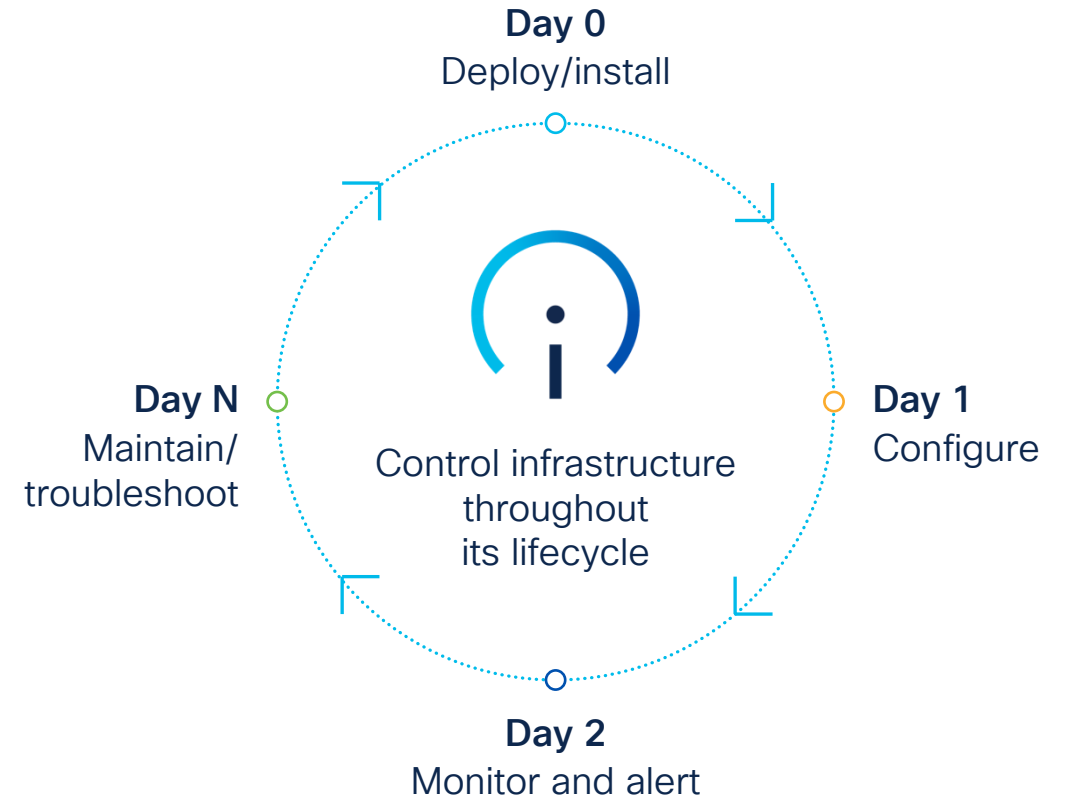 Day 0
Deploy/install
Day N
Maintain/
troubleshoot
Control infrastructure
throughout
its lifecycle
Day 1
Configure
Day 2
Monitor and alert